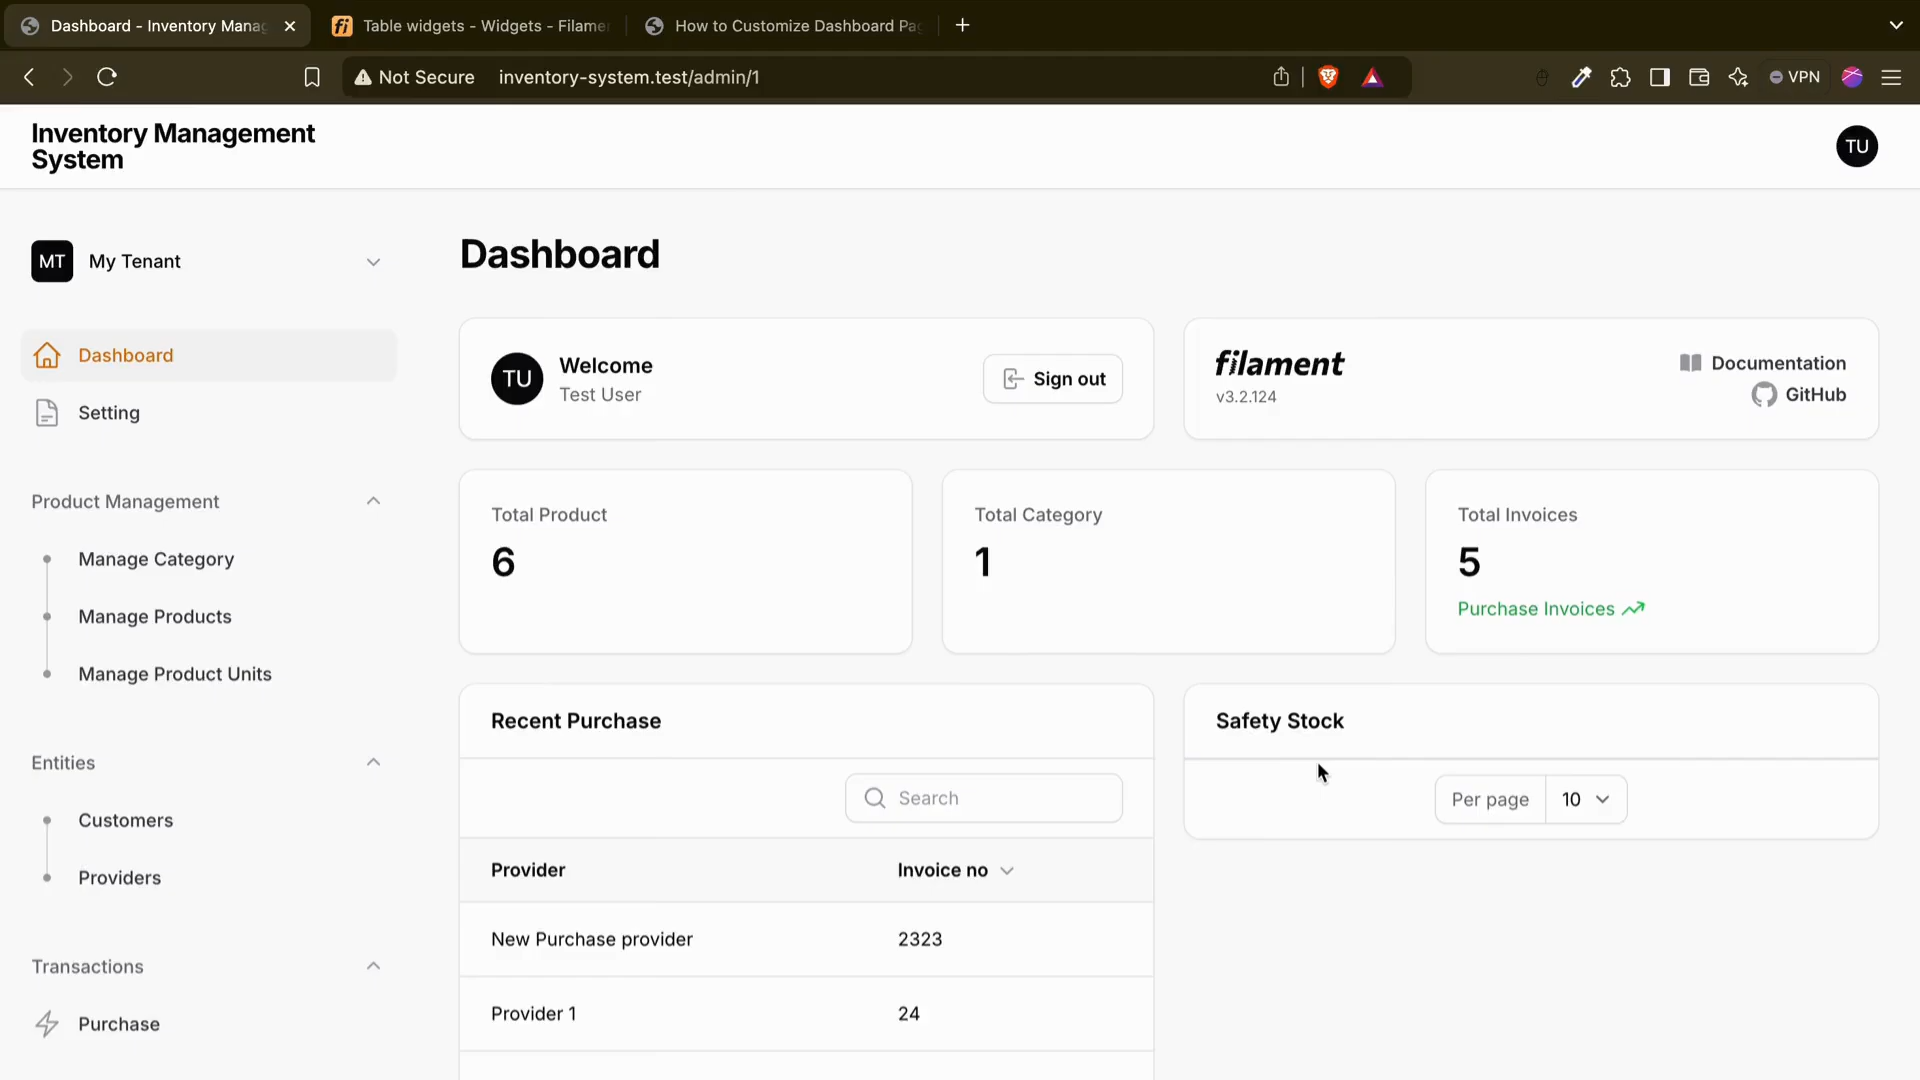 Dashboard - Inventory Manag
Table widgets - Widgets - Filamer
How to Customize Dashboard Pag
Not Secure
inventory-system.test/admin/1
VPN
Inventory Management
System
TU
MT
My Tenant
Dashboard
Setting
Product Management
Manage Category
Manage Products
Manage Product Units
Entities
Customers
Providers
Transactions
Purchase
Dashboard
TU
Welcome
Test User
Sign out
filament
v3.2.124
Documentation
GitHub
Total Product
6
Total Category
1
Total Invoices
5
Purchase Invoices
Recent Purchase
Search
Provider
Invoice no
New Purchase provider
2323
Provider 1
24
Safety Stock
Per page
10